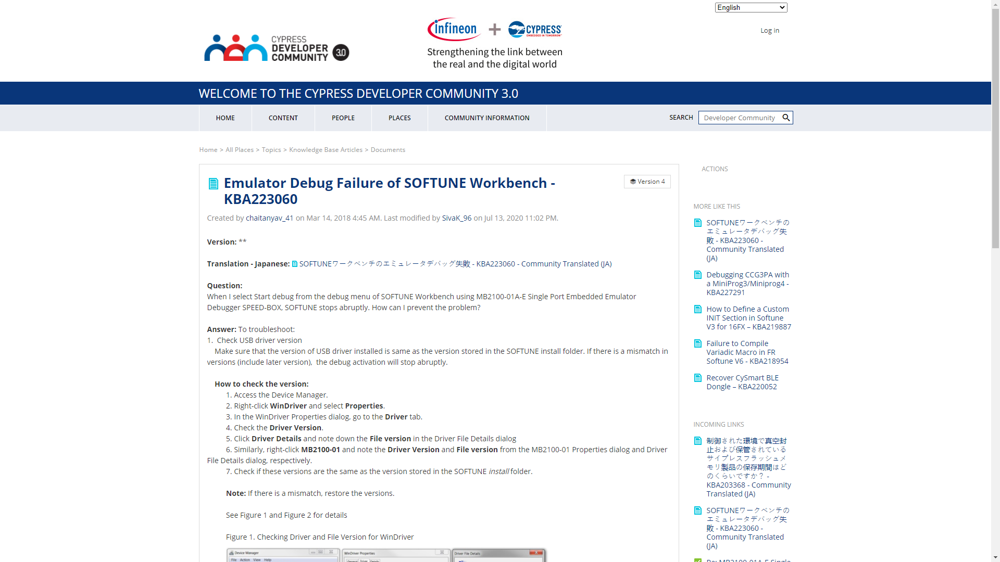 English
Log in
CYPRESS
DEVELOPER
COMMUNITY 3.0
infineon + CYPRESS
EMBEDDED IN TOMORROW
Strengthening the link between
the real and the digital world
WELCOME TO THE CYPRESS DEVELOPER COMMUNITY 3.0
HOME CONTENT PEOPLE PLACES COMMUNITY INFORMATION SEARCH Developer Community
Home > All Places > Topics > Knowledge Base Articles > Documents
Emulator Debug Failure of SOFTUNE Workbench -
KBA223060
Version 4
Created by chaitanyav_41 on Mar 14, 2018 4:45 AM. Last modified by SivaK_96 on Jul 13, 2020 11:02 PM.
Version: **
Translation - Japanese: SOFTUNEワークベンチのエミュレータデバッグ失敗 - KBA223060 - Community Translated (JA)
Question:
When I select Start debug from the debug menu of SOFTUNE Workbench using MB2100-01A-E Single Port Embedded Emulator
Debugger SPEED-BOX, SOFTUNE stops abruptly. How can I prevent the problem?
Answer: To troubleshoot:
1. Check USB driver version
Make sure that the version of USB driver installed is same as the version stored in the SOFTUNE install folder. If there is a mismatch in
versions (include later version), the debug activation will stop abruptly.
How to check the version:
1. Access the Device Manager.
2. Right-click WinDriver and select Properties.
3. In the WinDriver Properties dialog, go to the Driver tab.
4. Check the Driver Version.
5. Click Driver Details and note down the File version in the Driver File Details dialog
6. Similarly, right-click MB2100-01 and note the Driver Version and File version from the MB2100-01 Properties dialog and Driver
File Details dialog, respectively.
7. Check if these versions are the same as the version stored in the SOFTUNE install folder.
Note: If there is a mismatch, restore the versions.
See Figure 1 and Figure 2 for details
Figure 1. Checking Driver and File Version for WinDriver
Device Manager
File Action View Help
WinDriver Properties
General Driver Details
Driver File Details
ACTIONS
MORE LIKE THIS
SOFTUNEワークベンチの
エミュレータデバッグ失
敗 - KBA223060 -
Community Translated
(JA)
Debugging CCG3PA with
a MiniProg3/Miniprog4 -
KBA227291
How to Define a Custom
INIT Section in Softune
V3 for 16FX – KBA219887
Failure to Compile
Variadic Macro in FR
Softune V6 - KBA218954
Recover CySmart BLE
Dongle – KBA220052
INCOMING LINKS
制御された環境で真空封
止および保管されている
サイプレスフラッシュメ
モリ製品の保存期間はど
のくらいですか？ -
KBA203368 - Community
Translated (JA)
SOFTUNEワークベンチの
エミュレータデバッグ失
敗 - KBA223060 -
Community Translated
(JA)
Re: MB2100-01A-E Single